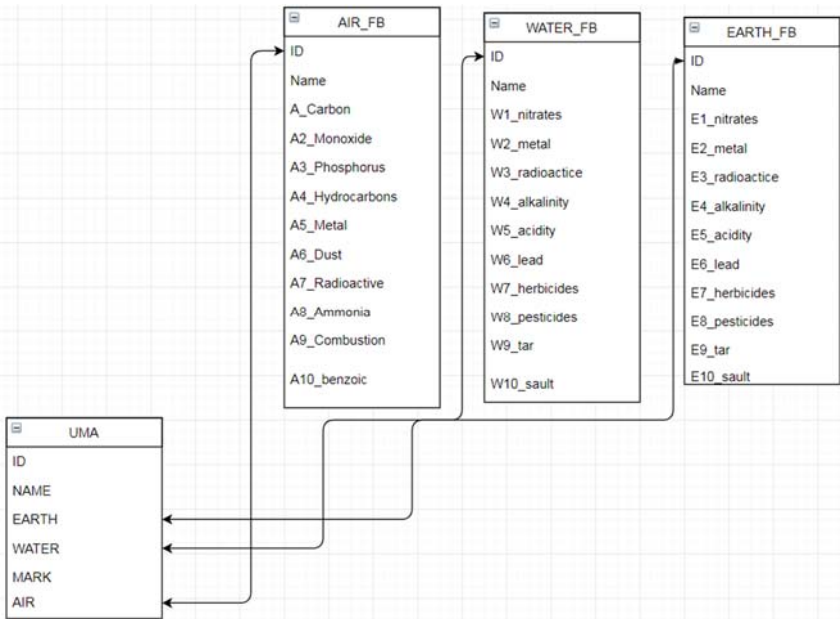 AIR_FB
ID
Name
A_Carbon
A2_Monoxide
A3_Phosphorus
A4_Hydrocarbons
A5_Metal
A6_Dust
A7_Radioactive
A8_Ammonia
A9_Combustion
A10_benzoic
WATER_FB
ID
Name
W1_nitrates
W2_metal
W3_radioactice
W4_alkalinity
W5_acidity
W6_lead
W7_herbicides
W8_pesticides
W9_tar
W10_sault
EARTH_FB
ID
Name
E1_nitrates
E2_metal
E3_radioactice
E4_alkalinity
E5_acidity
E6_lead
E7_herbicides
E8_pesticides
E9_tar
E10_sault
UMA
ID
NAME
EARTH
WATER
MARK
AIR